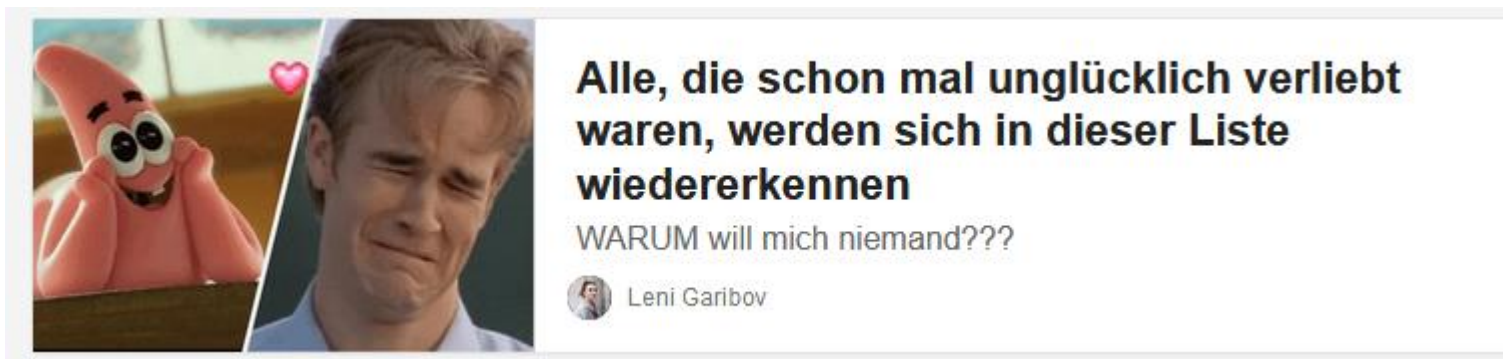 Alle, die schon mal unglücklich verliebt
waren, werden sich in dieser Liste
wiedererkennen
WARUM will mich niemand???
Leni Garibov